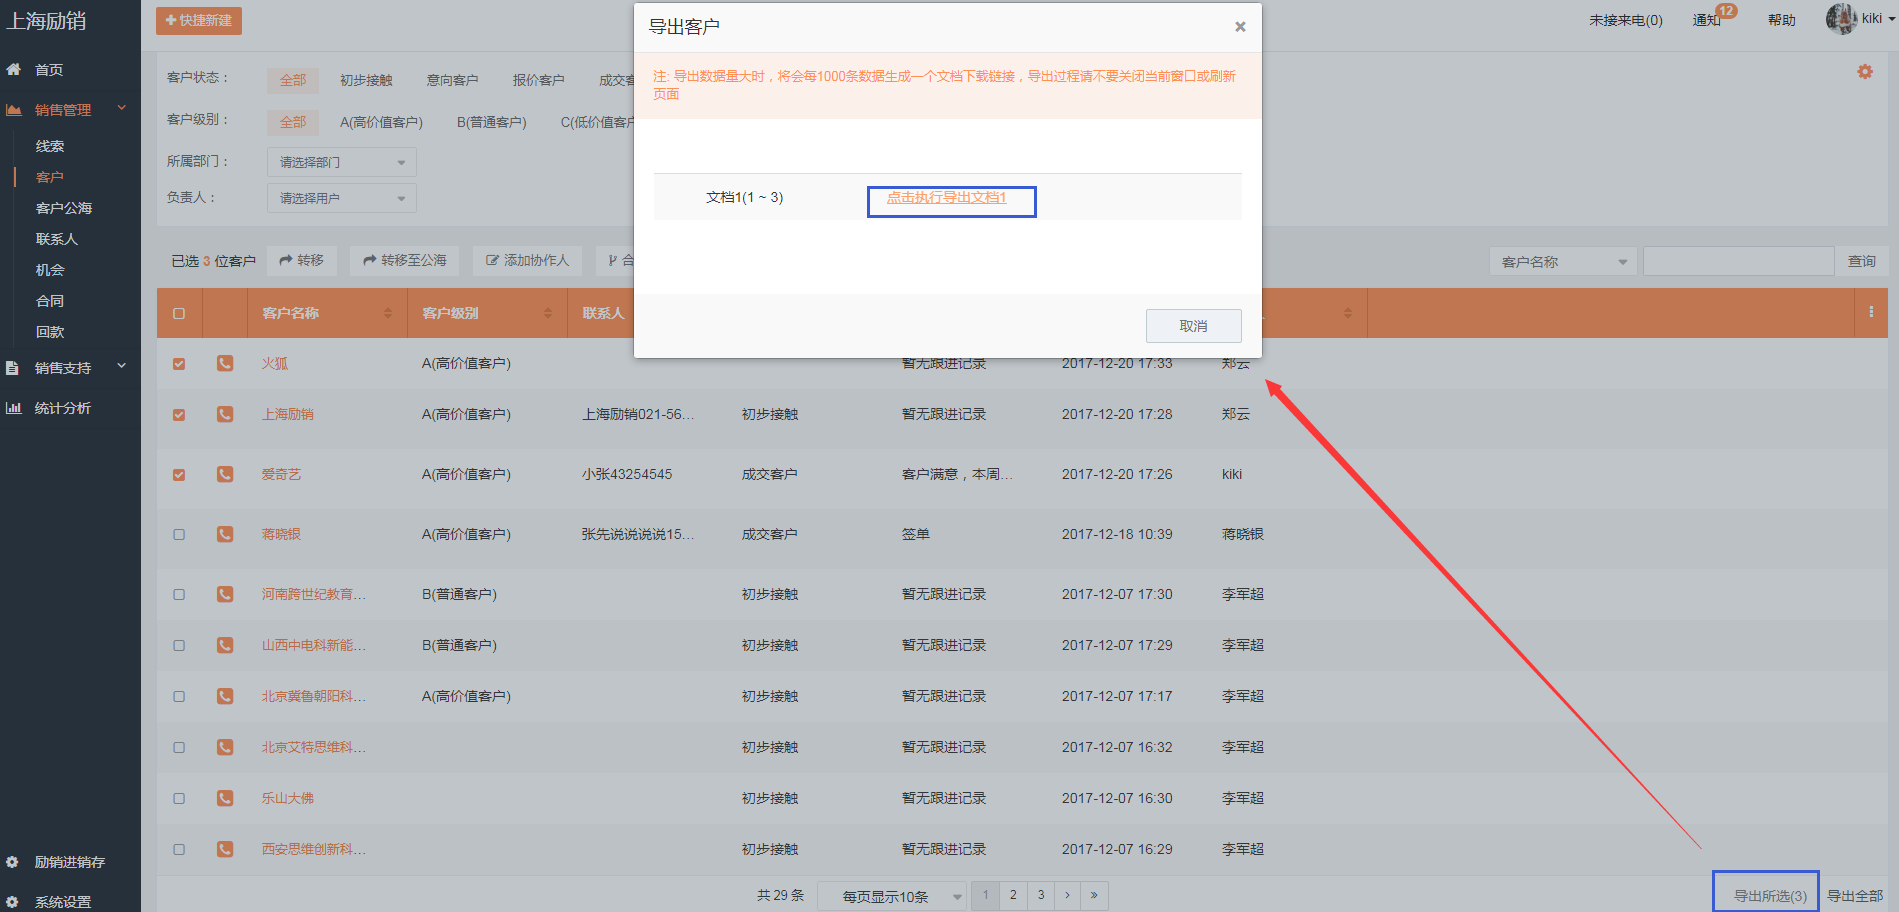 上海励销
快捷新建
未接来电(0)
通知
12
帮助
kiki
首页
销售管理
线索
客户
客户公海
联系人
机会
合同
回款
销售支持
统计分析
励销进销存
系统设置
客户状态：
全部
初步接触
意向客户
报价客户
成交
客户级别：
全部
A(高价值客户)
B(普通客户)
C(低价值客户
所属部门：
请选择部门
负责人：
请选择用户
导出客户
×
注: 导出数据量大时，将会每1000条数据生成一个文档下载链接，导出过程请不要关闭当前窗口或刷新
页面
文档1(1 ~ 3)
点击执行导出文档1
取消
已选 3 位客户
转移
转移至公海
添加协作人
合
客户名称
查询
客户名称
客户级别
联系人
火狐 A(高价值客户) 暂无跟进记录 2017-12-20 17:33 郑云
上海励销 A(高价值客户) 上海励销021-56... 初步接触 暂无跟进记录 2017-12-20 17:28 郑云
爱奇艺 A(高价值客户) 小张43254545 成交客户 客户满意，本周... 2017-12-20 17:26 kiki
蒋晓银 A(高价值客户) 张先说说说说15... 成交客户 签单 2017-12-18 10:39 蒋晓银
河南跨世纪教育... B(普通客户) 初步接触 暂无跟进记录 2017-12-07 17:30 李军超
山西中电科新能... B(普通客户) 初步接触 暂无跟进记录 2017-12-07 17:29 李军超
北京冀鲁朝阳科... A(高价值客户) 初步接触 暂无跟进记录 2017-12-07 17:17 李军超
北京艾特思维科... 初步接触 暂无跟进记录 2017-12-07 16:32 李军超
乐山大佛 初步接触 暂无跟进记录 2017-12-07 16:30 李军超
西安思维创新科... 初步接触 暂无跟进记录 2017-12-07 16:29 李军超
共 29 条
每页显示10条
1 2 3 › »
导出所选(3)
导出全部